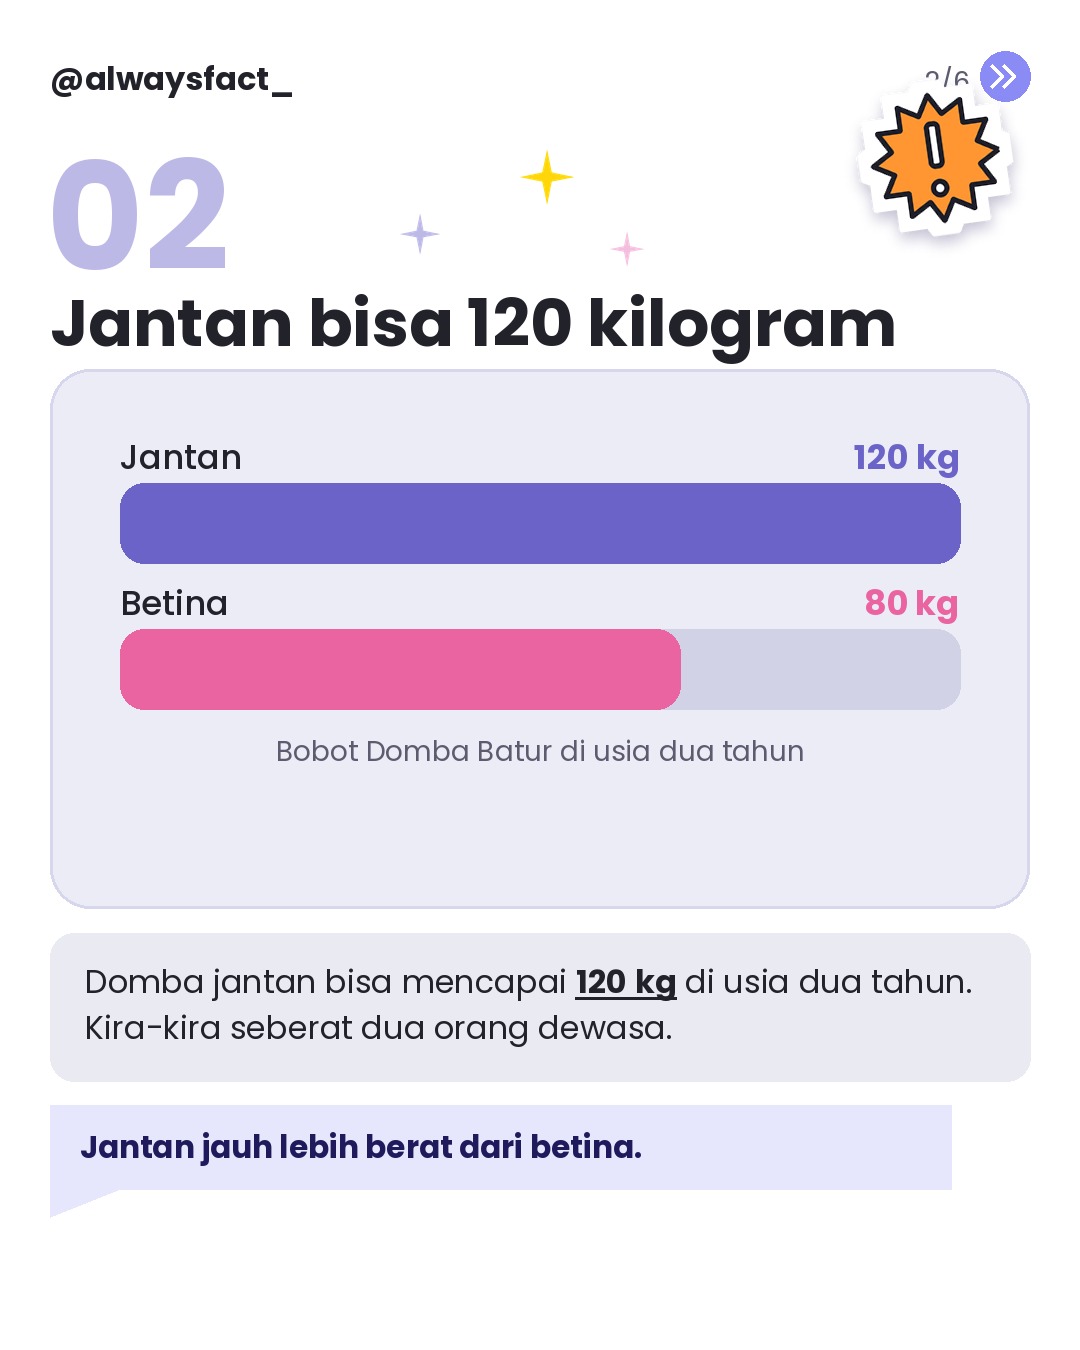 @alwaysfact_
2/6
02
Jantan bisa 120 kilogram
Jantan
120 kg
Betina
80 kg
Bobot Domba Batur di usia dua tahun
Domba jantan bisa mencapai 120 kg di usia dua tahun.
Kira-kira seberat dua orang dewasa.
Jantan jauh lebih berat dari betina.